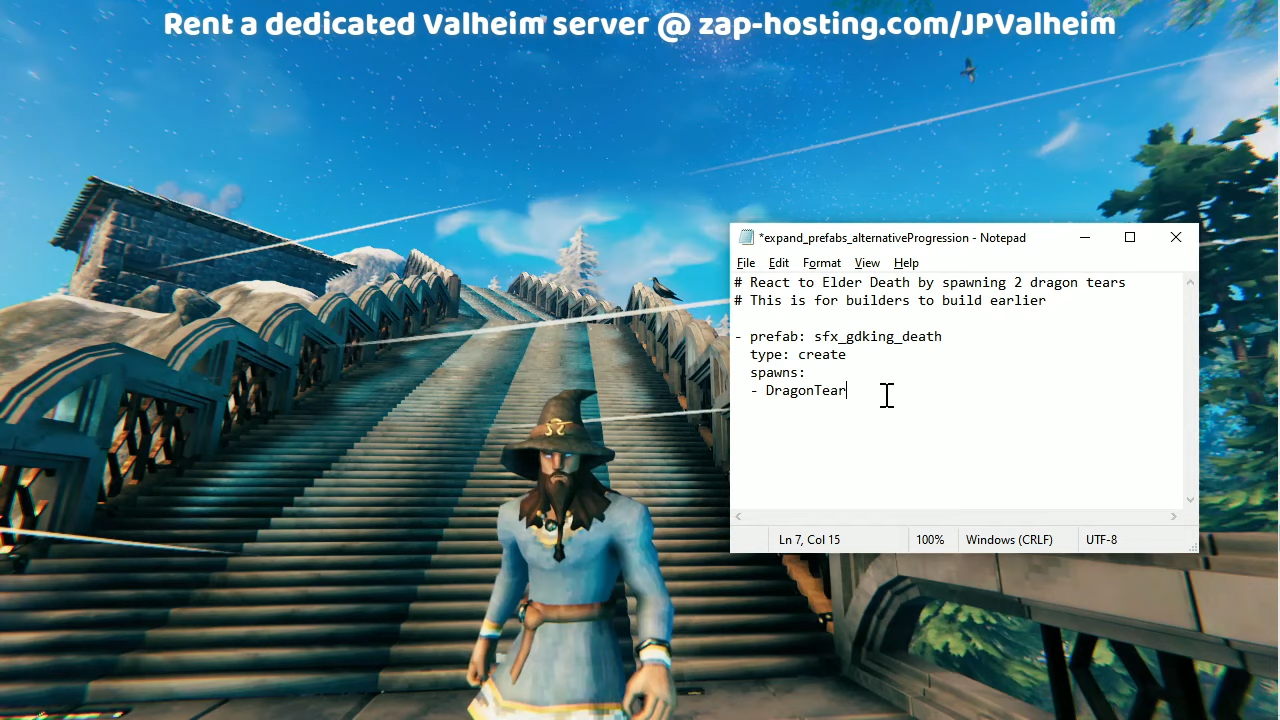 Rent a dedicated Valheim server @ zap-hosting.com/JPValheim
*expand_prefabs_alternativeProgression - Notepad
File Edit Format View Help
# React to Elder Death by spawning 2 dragon tears
# This is for builders to build earlier
- prefab: sfx_gdking_death
  type: create
  spawns:
  - DragonTear
Ln 7, Col 15 100% Windows (CRLF) UTF-8